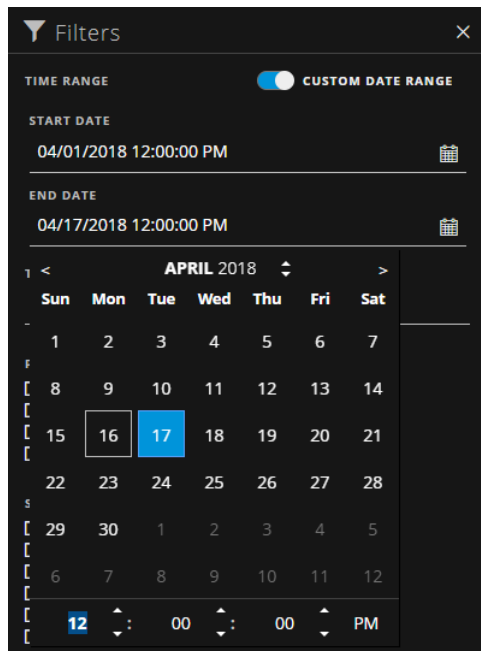 Filters
TIME RANGE CUSTOM DATE RANGE
START DATE
04/01/2018 12:00:00 PM
END DATE
04/17/2018 12:00:00 PM
< APRIL 2018 >
Sun Mon Tue Wed Thu Fri Sat
1 2 3 4 5 6 7
8 9 10 11 12 13 14
15 16 17 18 19 20 21
22 23 24 25 26 27 28
29 30 1 2 3 4 5
6 7 8 9 10 11 12
12 : 00 : 00 PM